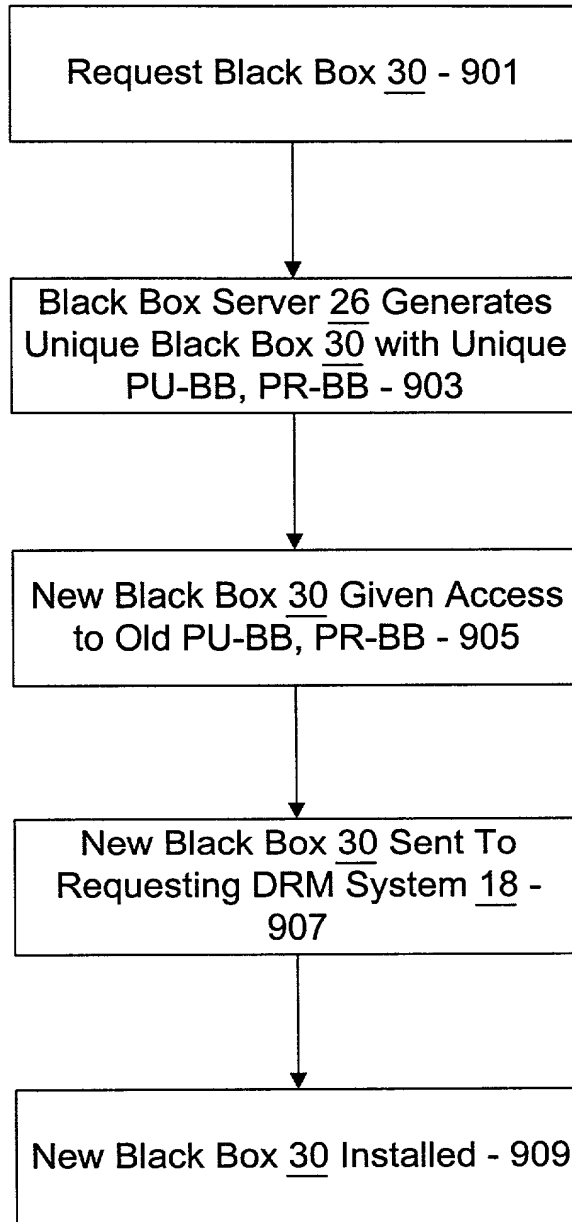 Request Black Box 30 - 901
Black Box Server 26 Generates
Unique Black Box 30 with Unique
PU-BB, PR-BB - 903
New Black Box 30 Given Access
to Old PU-BB, PR-BB - 905
New Black Box 30 Sent To
Requesting DRM System 18 -
907
New Black Box 30 Installed - 909